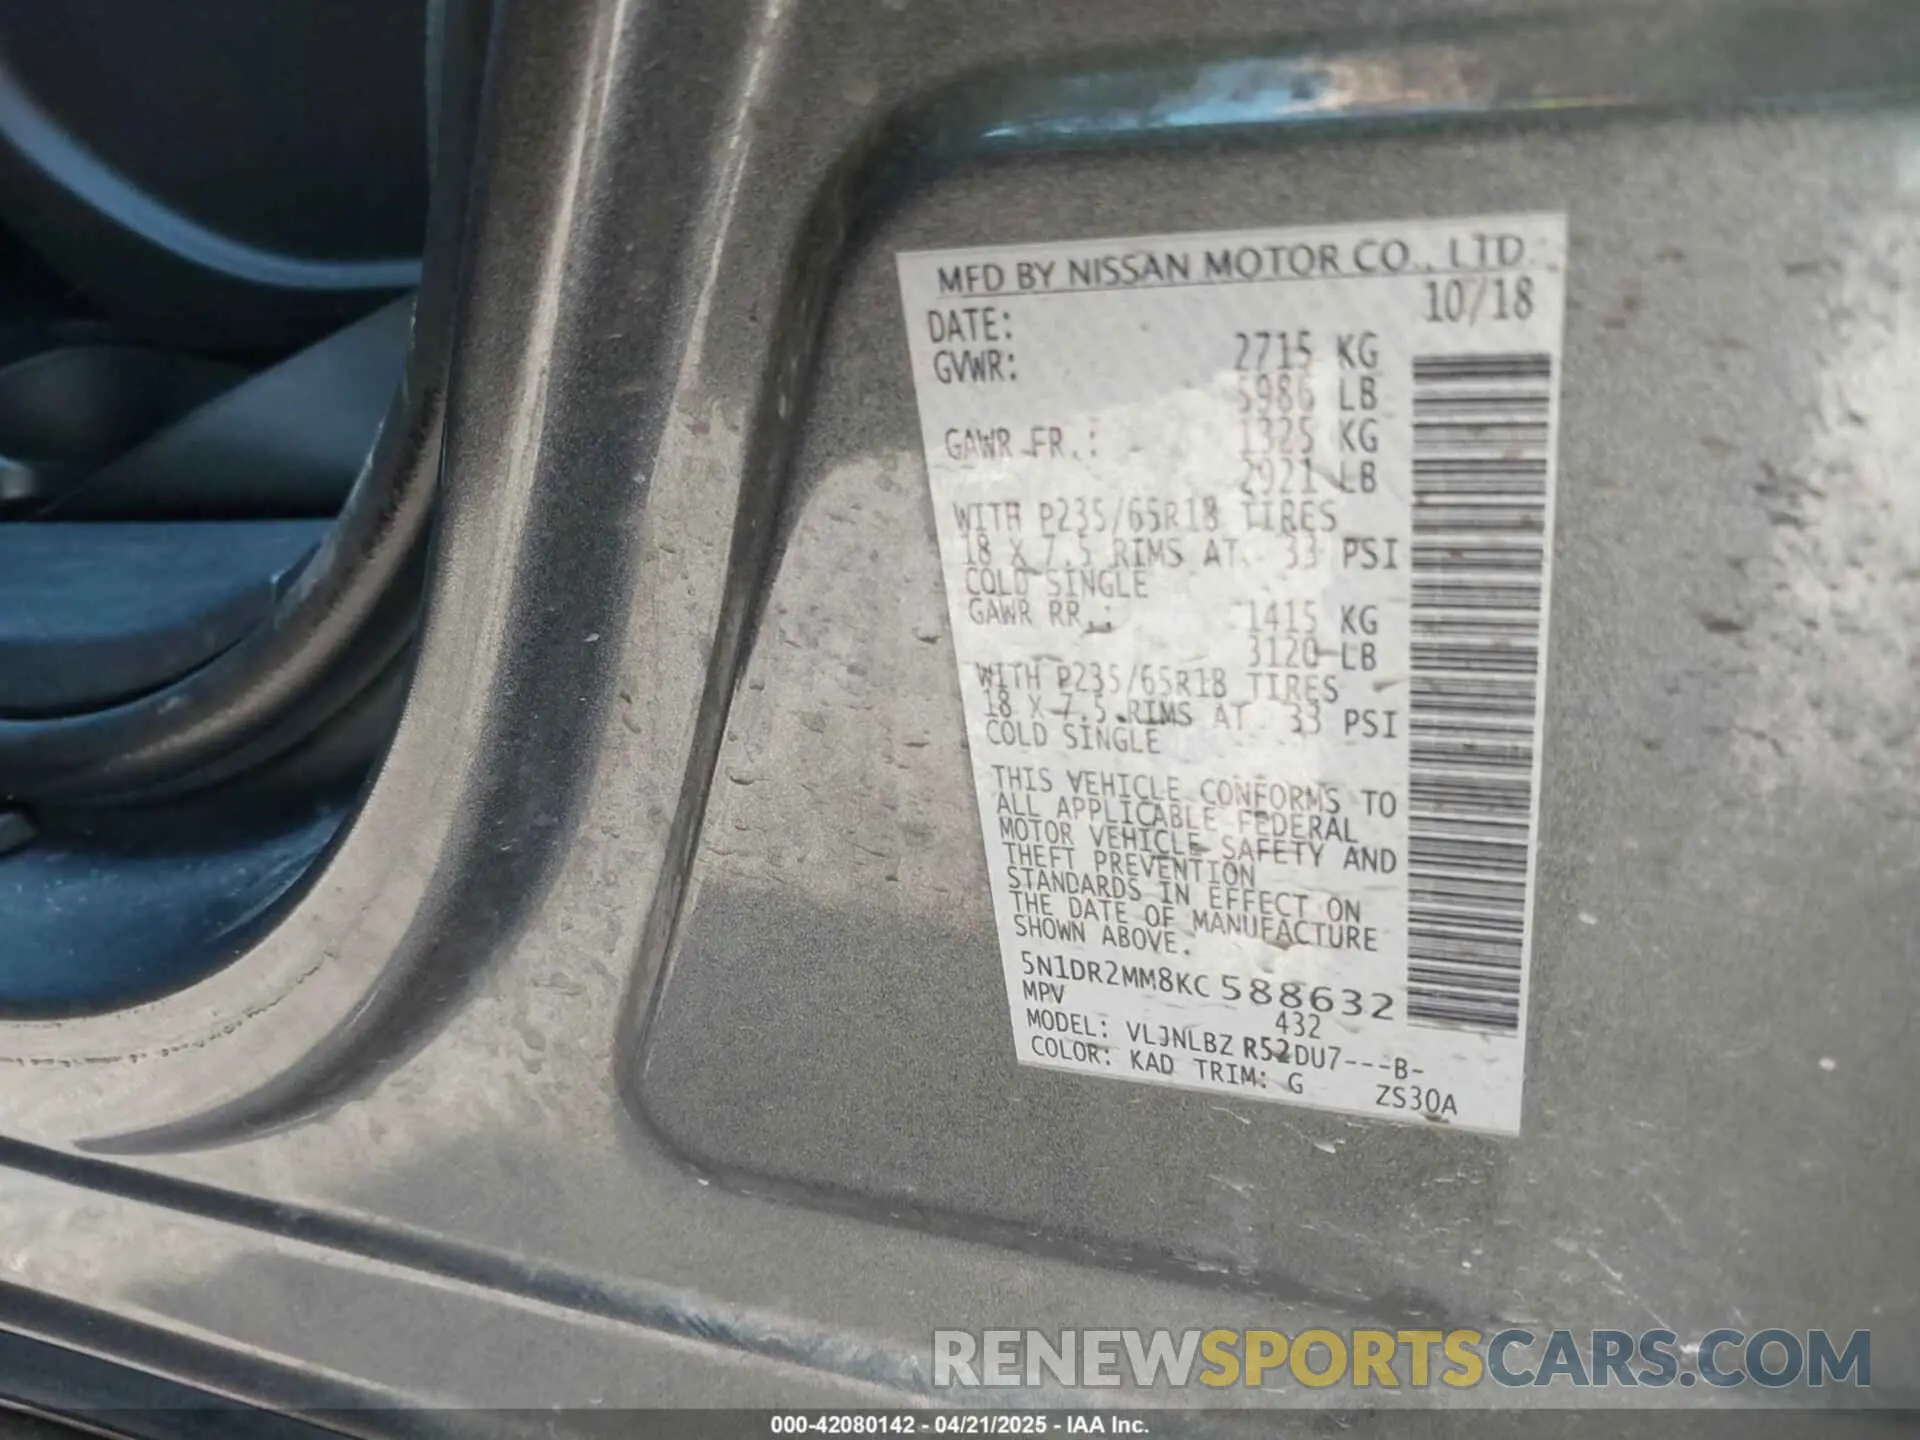 MFD BY NISSAN MOTOR CO., LTD.
DATE: 10/18
GVWR: 2715 KG
5986 LB
GAWR FR.: 1325 KG
2921 LB
WITH P235/65R18 TIRES
18 X 7.5 RIMS AT 33 PSI
COLD SINGLE
GAWR RR.: 1415 KG
3120 LB
WITH P235/65R18 TIRES
18 X 7.5 RIMS AT 33 PSI
COLD SINGLE
THIS VEHICLE CONFORMS TO
ALL APPLICABLE FEDERAL
MOTOR VEHICLE SAFETY AND
THEFT PREVENTION
STANDARDS IN EFFECT ON
THE DATE OF MANUFACTURE
SHOWN ABOVE.
5N1DR2MM8KC588632
MPV 432
MODEL: VLJNLBZ R52DU7---B-
COLOR: KAD TRIM: G ZS30A
RENEWSPORTSCARS.COM
000-42080142 - 04/21/2025 - IAA Inc.